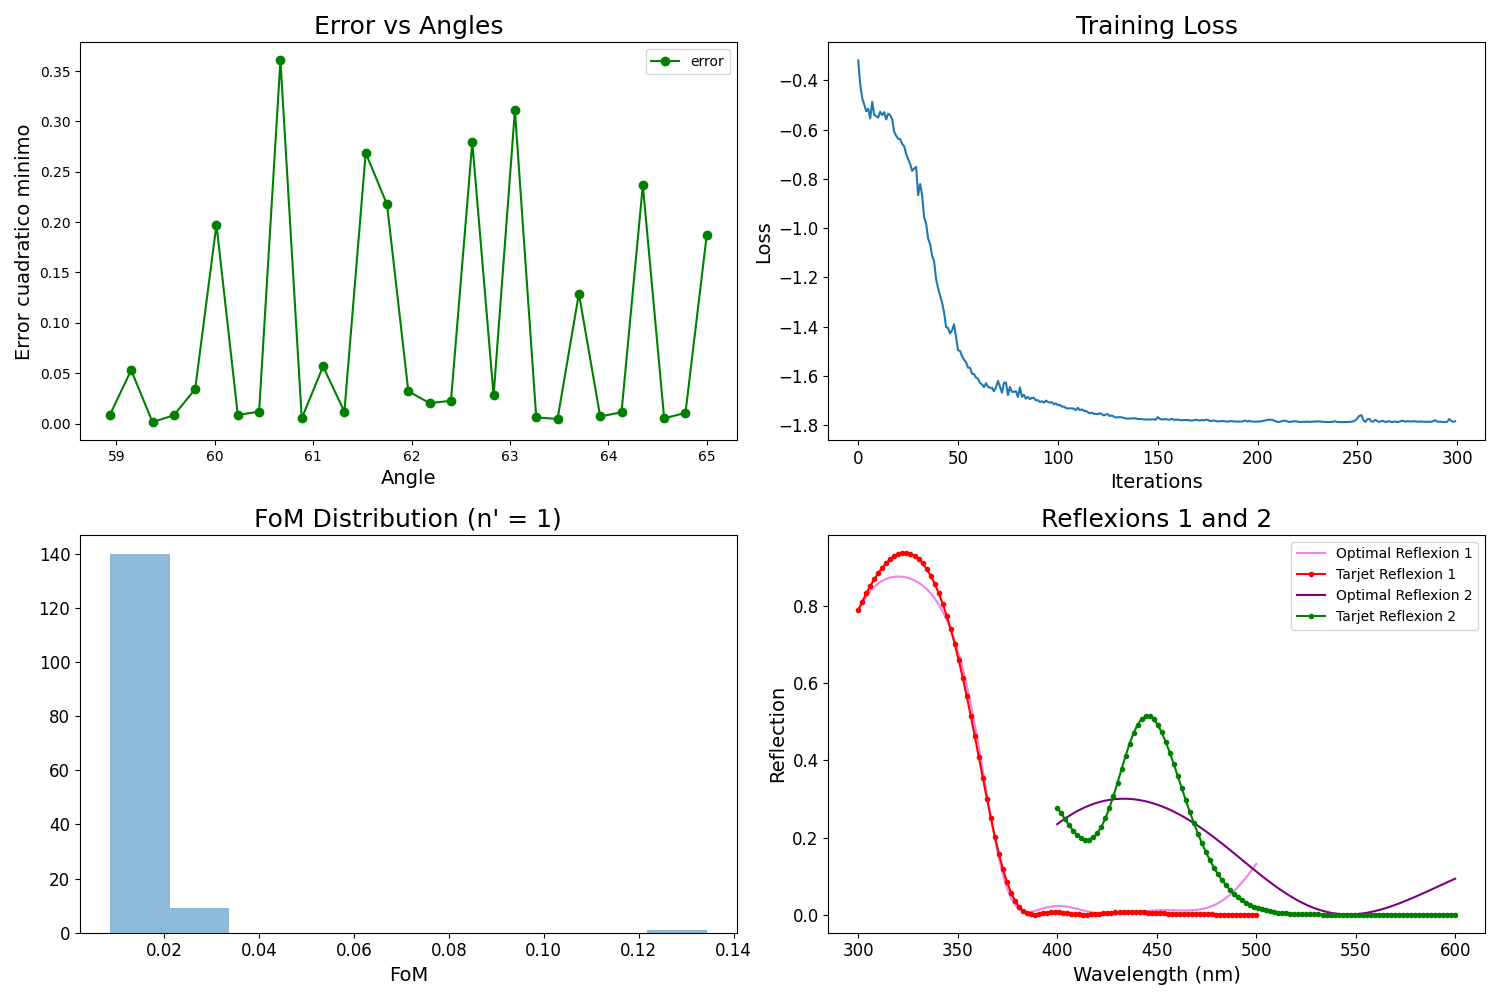 Error vs Angles
error
0.35
0.30
0.25
0.20
0.15
0.10
0.05
0.00
Error cuadratico minimo
59 60 61 62 63 64 65
Angle
Training Loss
−0.4
−0.6
−0.8
−1.0
−1.2
−1.4
−1.6
−1.8
Loss
0 50 100 150 200 250 300
Iterations
FoM Distribution (n' = 1)
140
120
100
80
60
40
20
0
0.02 0.04 0.06 0.08 0.10 0.12 0.14
FoM
Reflexions 1 and 2
Optimal Reflexion 1
Tarjet Reflexion 1
Optimal Reflexion 2
Tarjet Reflexion 2
0.8
0.6
0.4
0.2
0.0
Reflection
300 350 400 450 500 550 600
Wavelength (nm)